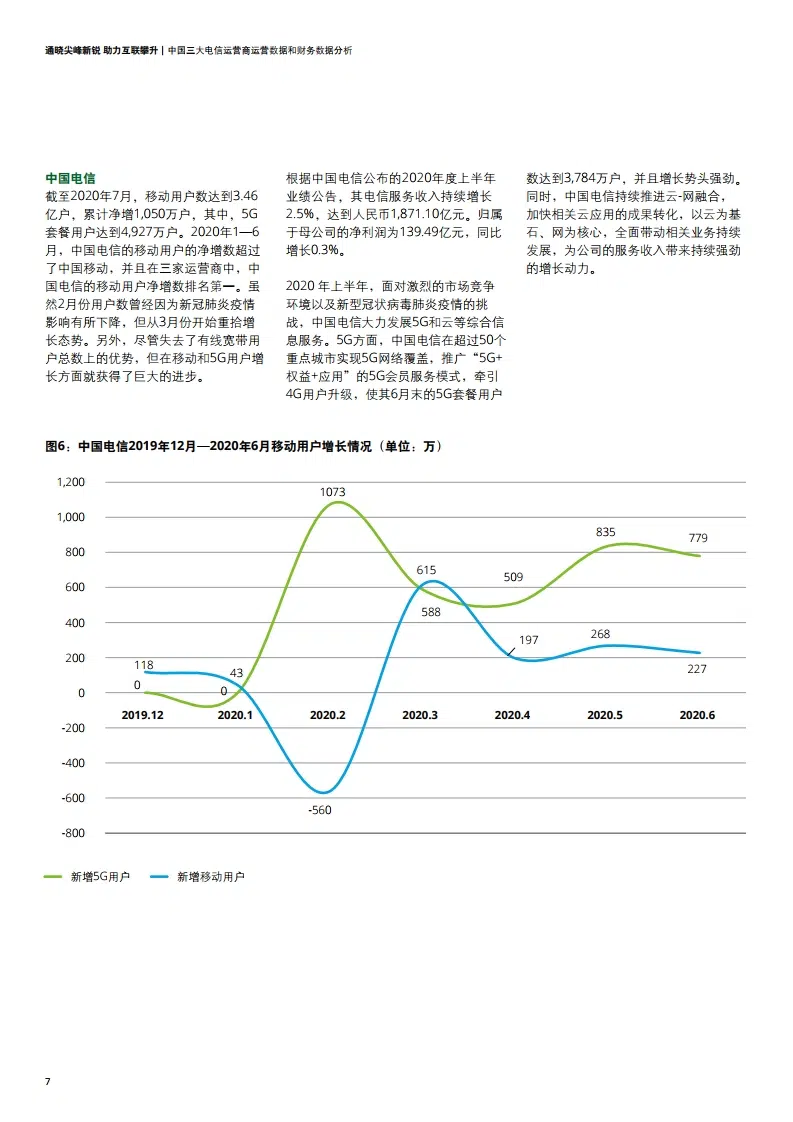 通晓尖峰新锐 助力互联攀升 | 中国三大电信运营商运营数据和财务数据分析
中国电信
截至2020年7月，移动用户数达到3.46
亿户，累计净增1,050万户，其中，5G
套餐用户达到4,927万户。2020年1—6
月，中国电信的移动用户的净增数超过
了中国移动，并且在三家运营商中，中
国电信的移动用户净增数排名第一。虽
然2月份用户数曾经因为新冠肺炎疫情
影响有所下降，但从3月份开始重拾增
长态势。另外，尽管失去了有线宽带用
户总数上的优势，但在移动和5G用户增
长方面就获得了巨大的进步。
根据中国电信公布的2020年度上半年
业绩公告，其电信服务收入持续增长
2.5%，达到人民币1,871.10亿元。归属
于母公司的净利润为139.49亿元，同比
增长0.3%。
2020 年上半年，面对激烈的市场竞争
环境以及新型冠状病毒肺炎疫情的挑
战，中国电信大力发展5G和云等综合信
息服务。5G方面，中国电信在超过50个
重点城市实现5G网络覆盖，推广“5G+
权益+应用”的5G会员服务模式，牵引
4G用户升级，使其6月末的5G套餐用户
数达到3,784万户，并且增长势头强劲。
同时，中国电信持续推进云-网融合，
加快相关云应用的成果转化，以云为基
石、网为核心，全面带动相关业务持续
发展，为公司的服务收入带来持续强劲
的增长动力。
图6：中国电信2019年12月—2020年6月移动用户增长情况（单位：万）
1,200
1,000
800
600
400
200
0
-200
-400
-600
-800
1073
835
779
615
588
509
197
268
227
118
0
43
0
-560
2019.12
2020.1
2020.2
2020.3
2020.4
2020.5
2020.6
新增5G用户
新增移动用户
7